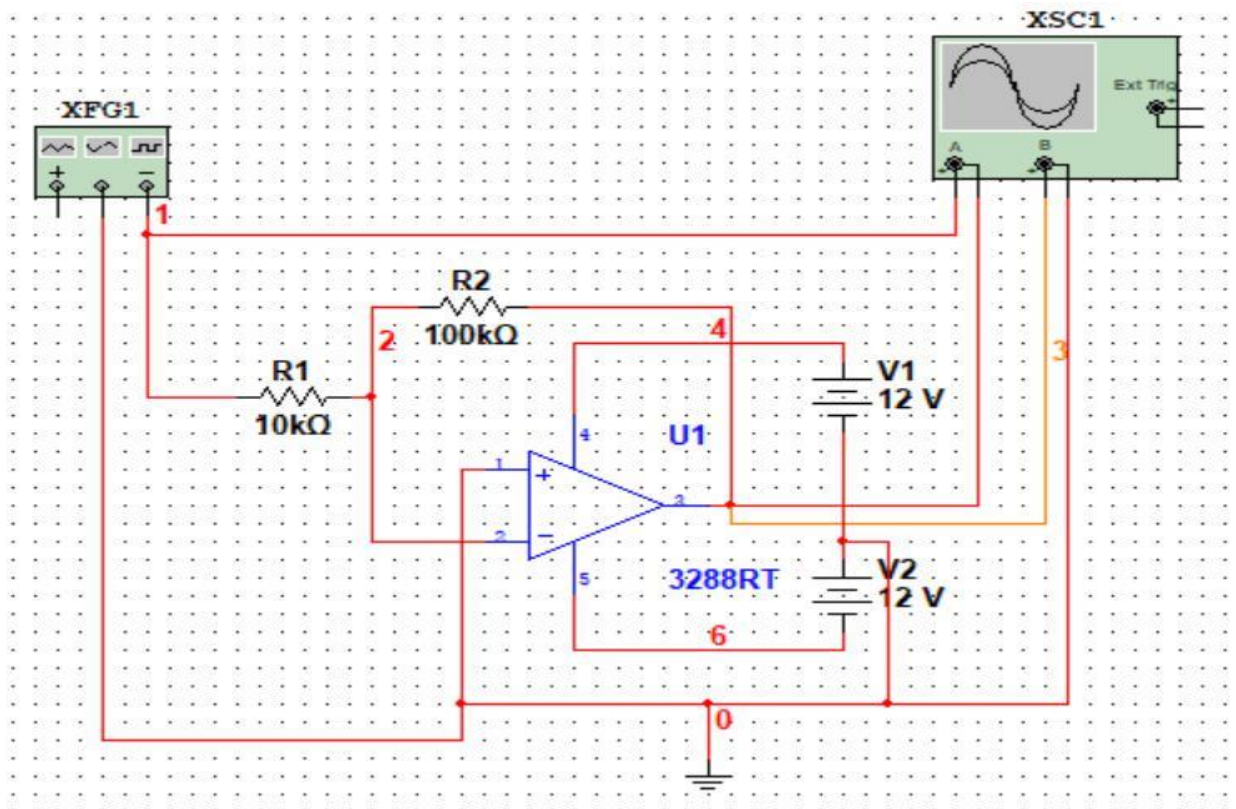 XSC1
Ext Trig
+
A
B
+
+
XFG1
+
−
1
R2
100kΩ
2
4
3
R1
10kΩ
V1
12 V
4
U1
1
+
3
2
−
5
3288RT
V2
12 V
6
0